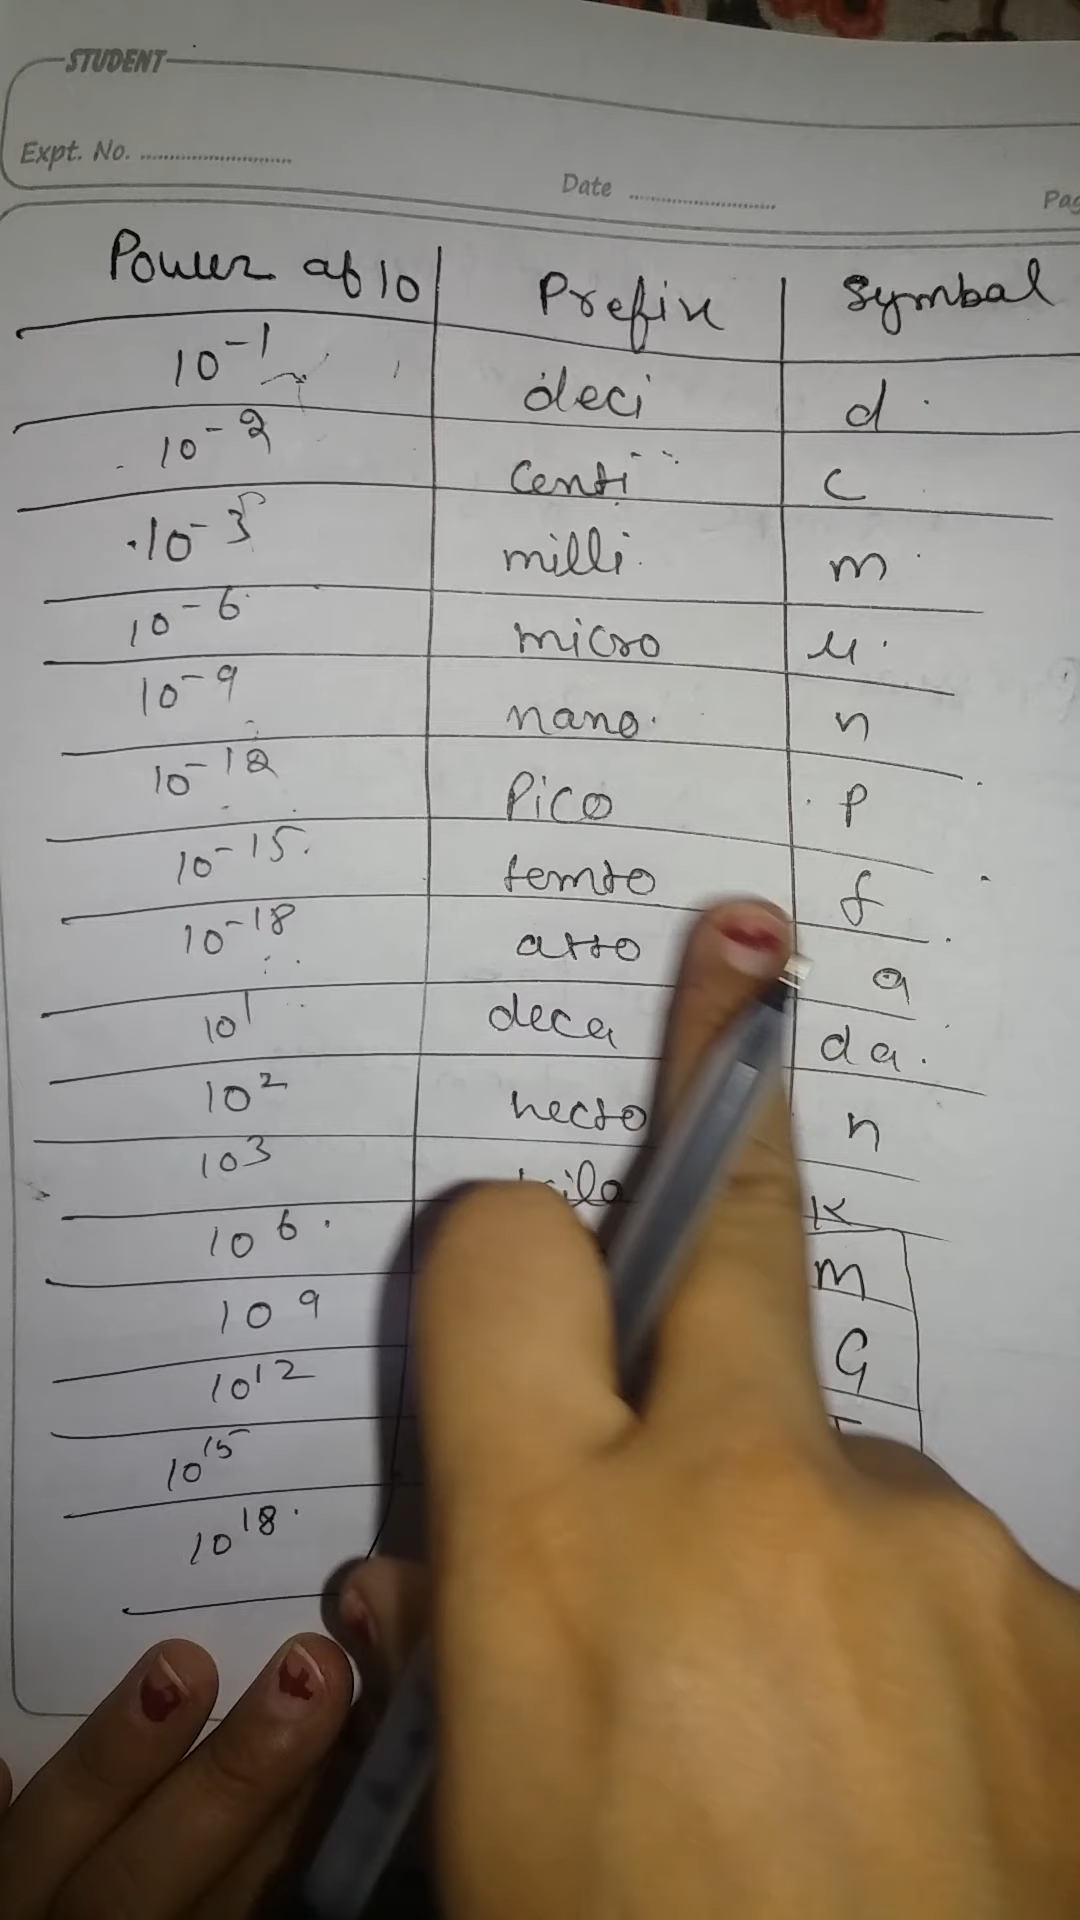 STUDENT
Expt. No.
Date
Power of 10 Prefix Symbol
10⁻¹ deci d
10⁻² centi c
10⁻³ milli m
10⁻⁶ micro μ
10⁻⁹ nano n
10⁻¹² Pico p
10⁻¹⁵ femto f
10⁻¹⁸ atto a
10¹ deca da
10² hecto h
10³ K
10⁶ m
10⁹ G
10¹²
10¹⁵
10¹⁸